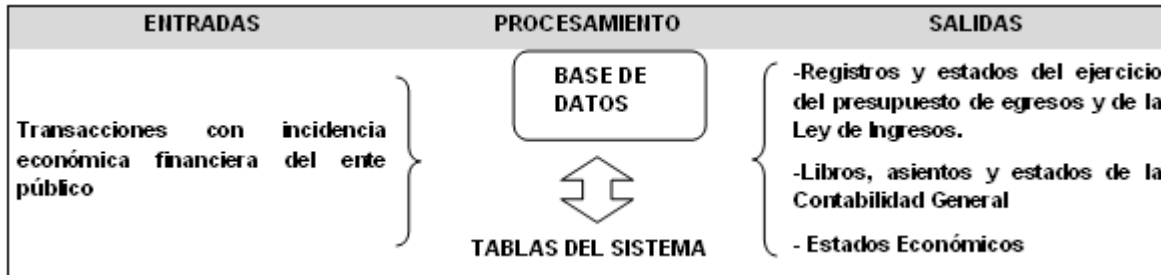 ENTRADAS
PROCESAMIENTO
SALIDAS
Transacciones con incidencia
económica financiera del ente
público
BASE DE
DATOS
TABLAS DEL SISTEMA
-Registros y estados del ejercicio
del presupuesto de egresos y de la
Ley de Ingresos.
-Libros, asientos y estados de la
Contabilidad General
- Estados Económicos